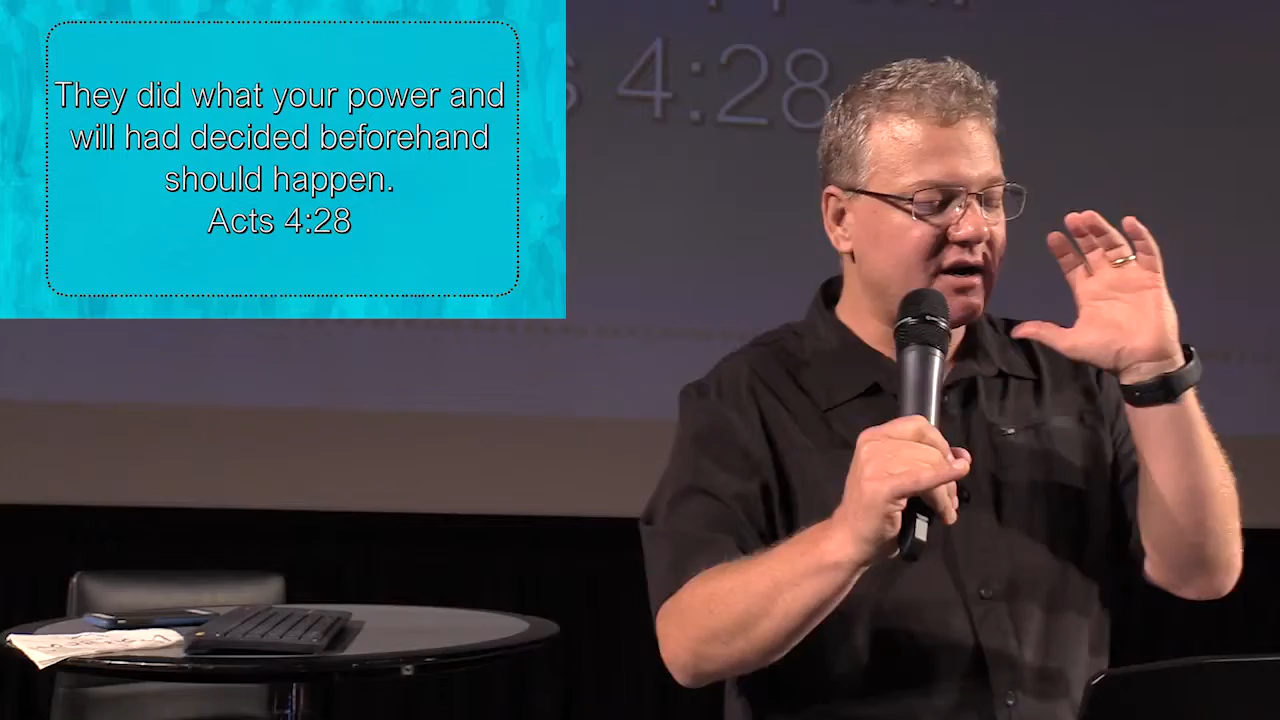 They did what your power and
will had decided beforehand
should happen.
Acts 4:28
4:28